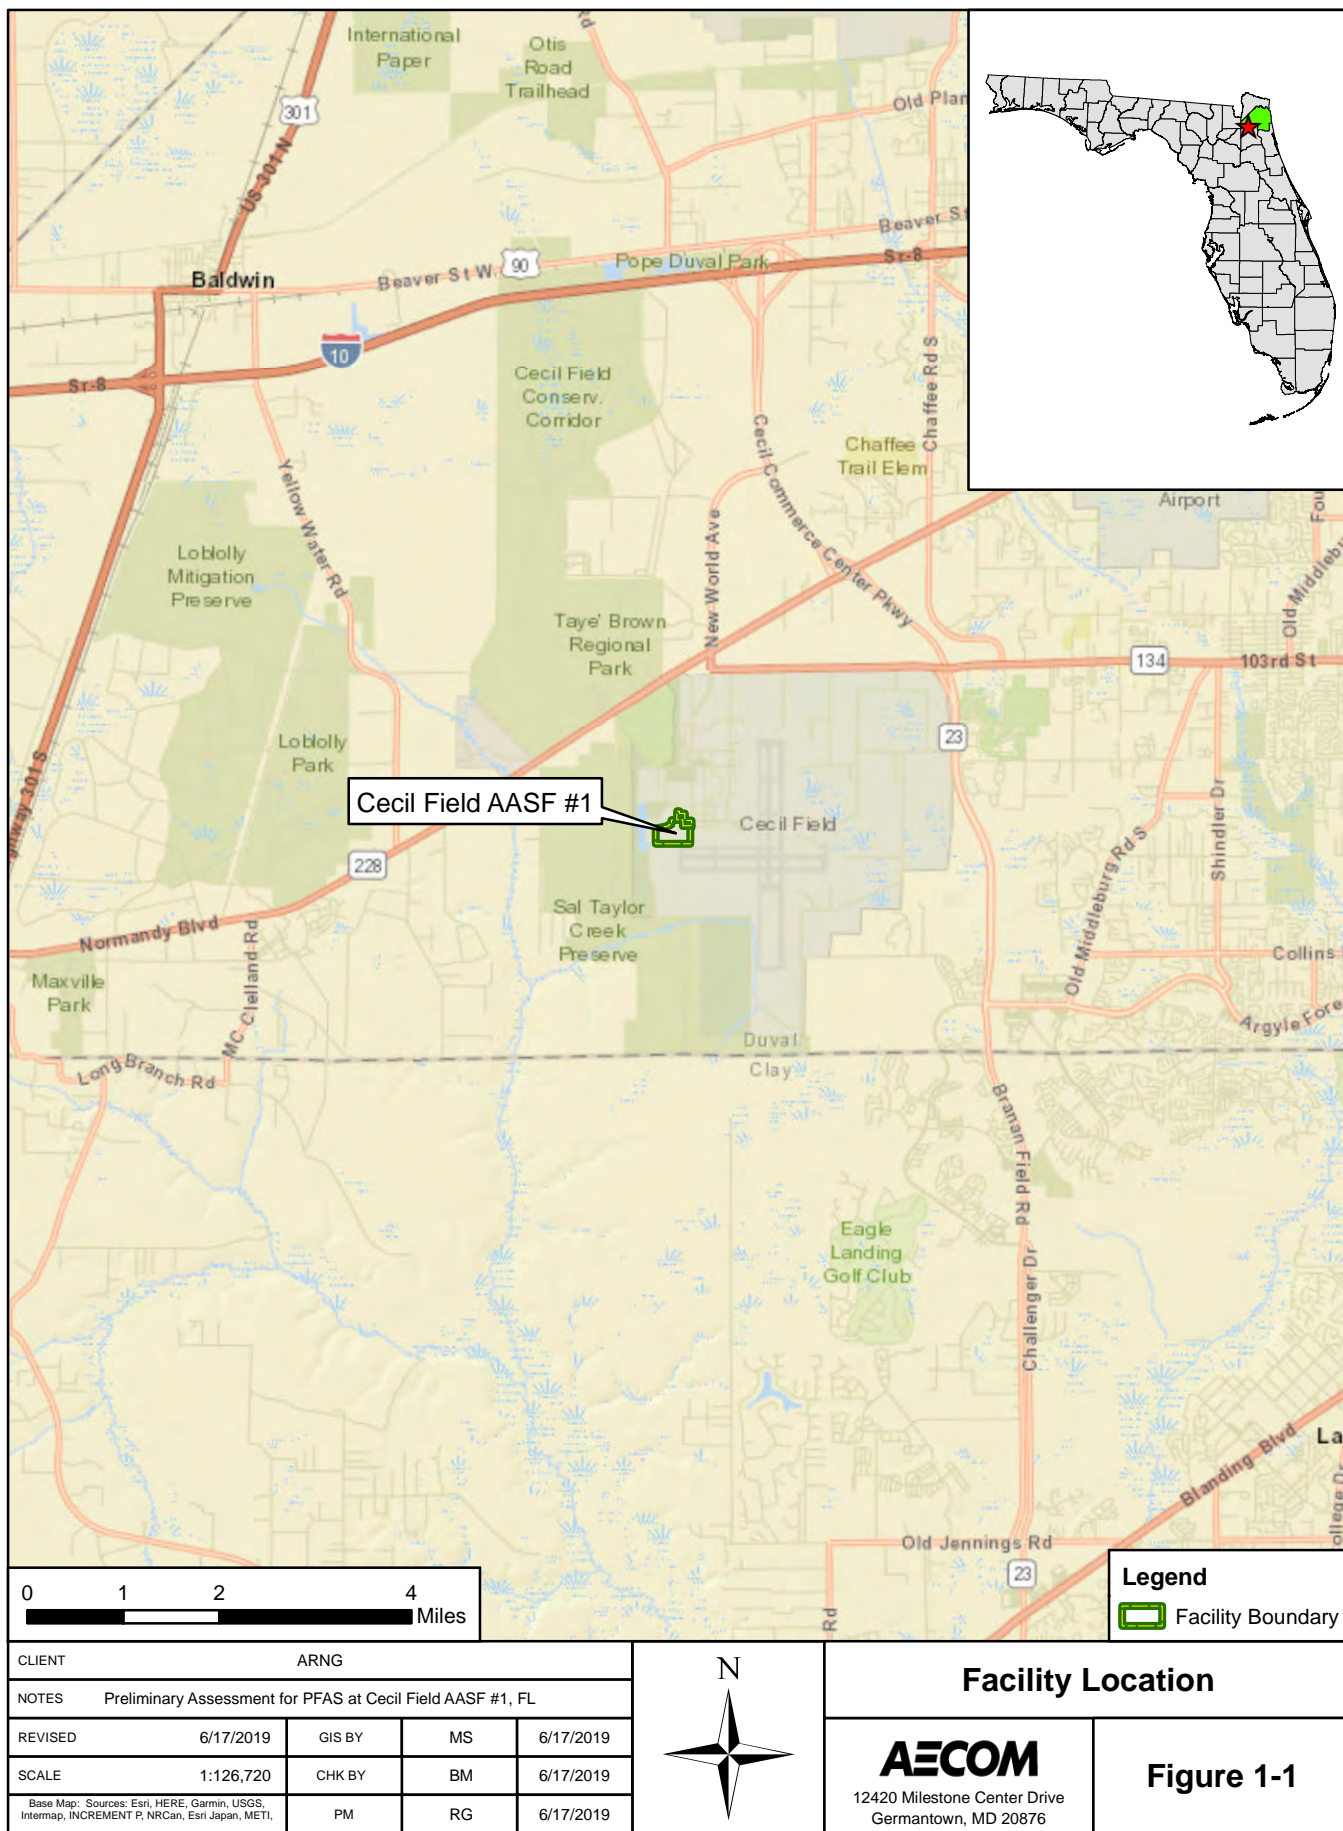 International
Paper
Otis
Road
Trailhead
Rd
301
US 301 N
Old Plan
Beaver St
Sr-8
Pope Duval Park
90
Beaver St W
Baldwin
10
Sr-8
Cecil Field
Conserv.
Corridor
Chaffee Rd S
Chaffee
Trail Elem
Cecil Commerce Center Pkwy
New World Ave
Yellow Water Rd
Airport
Fou
Old Middlebu
Loblolly
Mitigation
Preserve
Taye' Brown
Regional
Park
134
103rd St
23
Loblolly
Park
Cecil Field AASF #1
Cecil Field
ghway 301 S
228
Shindler Dr
Old Middleburg Rd S
Normandy Blvd
MC Clelland Rd
Sal Taylor
Creek
Preserve
Collins
Maxville
Park
Argyle Fore
Long Branch Rd
Duval
Clay
Branan Field Rd
Eagle
Landing
Golf Club
Challenger Dr
Blanding Blvd
La
ollege Dr
Old Jennings Rd
23
Rd
0 1 2 4
Miles
Legend
Facility Boundary
CLIENT ARNG
NOTES Preliminary Assessment for PFAS at Cecil Field AASF #1, FL
REVISED 6/17/2019 GIS BY MS 6/17/2019
SCALE 1:126,720 CHK BY BM 6/17/2019
Base Map: Sources: Esri, HERE, Garmin, USGS,
Intermap, INCREMENT P, NRCan, Esri Japan, METI,
PM RG 6/17/2019
N
Facility Location
AECOM
12420 Milestone Center Drive
Germantown, MD 20876
Figure 1-1